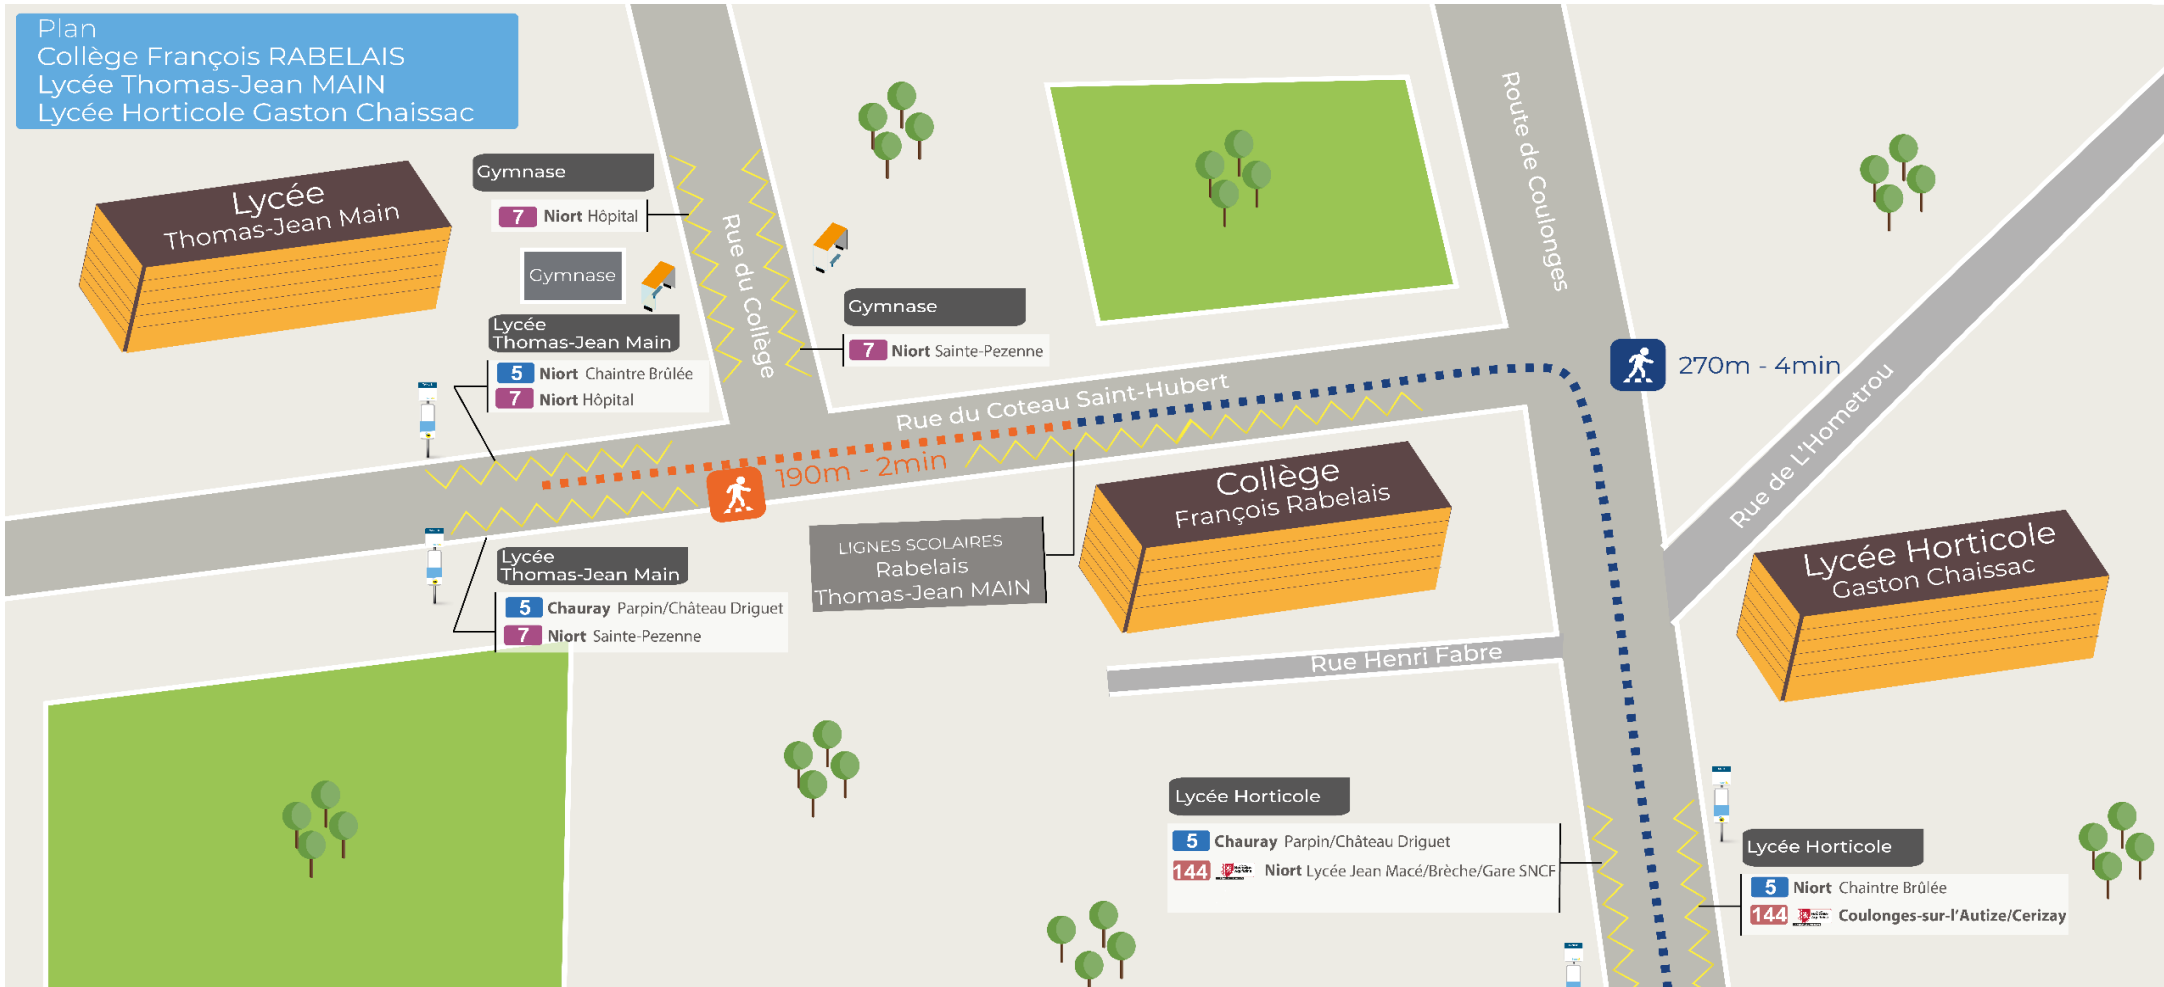 Plan
Collège François RABELAIS
Lycée Thomas-Jean MAIN
Lycée Horticole Gaston Chaissac
Lycée
Thomas-Jean Main
Gymnase
7 Niort Hôpital
Gymnase
Rue du Collège
Gymnase
7 Niort Sainte-Pezenne
Lycée
Thomas-Jean Main
5 Niort Chaintre Brûlée
7 Niort Hôpital
Route de Coulonges
Rue du Coteau Saint-Hubert
270m - 4min
Rue de L'Hometrou
190m - 2min
Collège
François Rabelais
LIGNES SCOLAIRES
Rabelais
Thomas-Jean MAIN
Lycée
Thomas-Jean Main
5 Chauray Parpin/Château Driguet
7 Niort Sainte-Pezenne
Lycée Horticole
Gaston Chaissac
Rue Henri Fabre
Lycée Horticole
5 Chauray Parpin/Château Driguet
144 Niort Lycée Jean Macé/Brèche/Gare SNCF
Lycée Horticole
5 Niort Chaintre Brûlée
144 Coulonges-sur-l'Autize/Cerizay